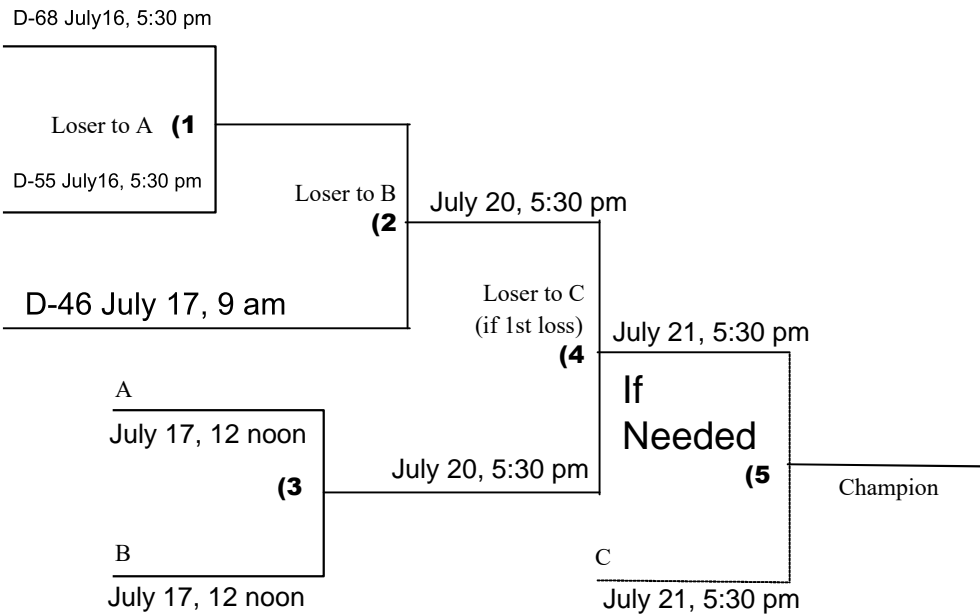 D-68 July16, 5:30 pm
Loser to A (1
D-55 July16, 5:30 pm
Loser to B
(2
July 20, 5:30 pm
D-46 July 17, 9 am
Loser to C
(if 1st loss)
(4
July 21, 5:30 pm
If
Needed
(5
Champion
A
July 17, 12 noon
(3
July 20, 5:30 pm
B
July 17, 12 noon
C
July 21, 5:30 pm